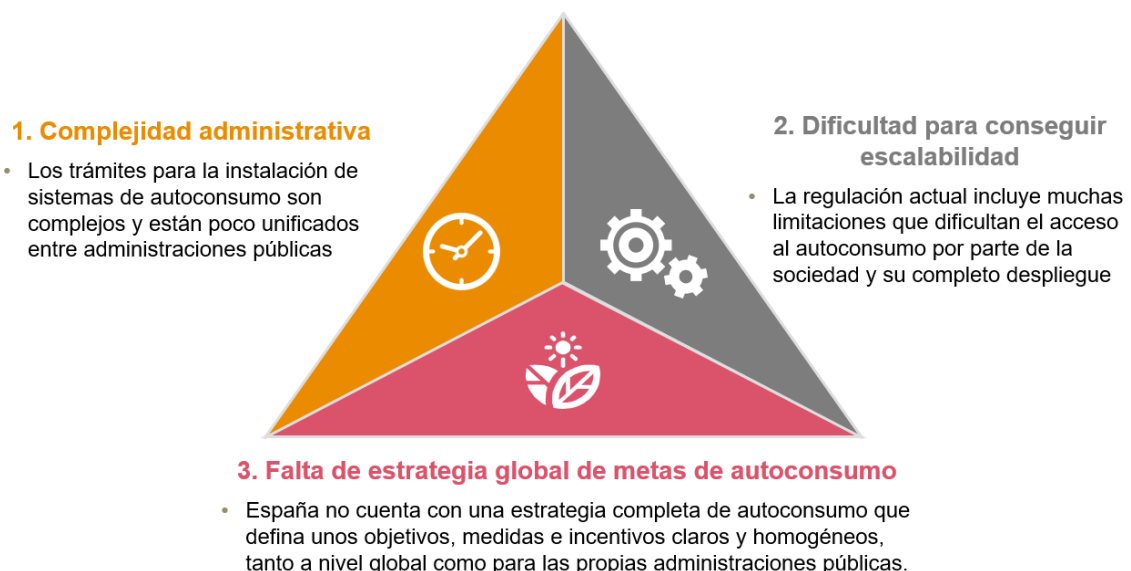 1. Complejidad administrativa
• Los trámites para la instalación de
sistemas de autoconsumo son
complejos y están poco unificados
entre administraciones públicas
2. Dificultad para conseguir
escalabilidad
• La regulación actual incluye muchas
limitaciones que dificultan el acceso
al autoconsumo por parte de la
sociedad y su completo despliegue
3. Falta de estrategia global de metas de autoconsumo
• España no cuenta con una estrategia completa de autoconsumo que
defina unos objetivos, medidas e incentivos claros y homogéneos,
tanto a nivel global como para las propias administraciones públicas.